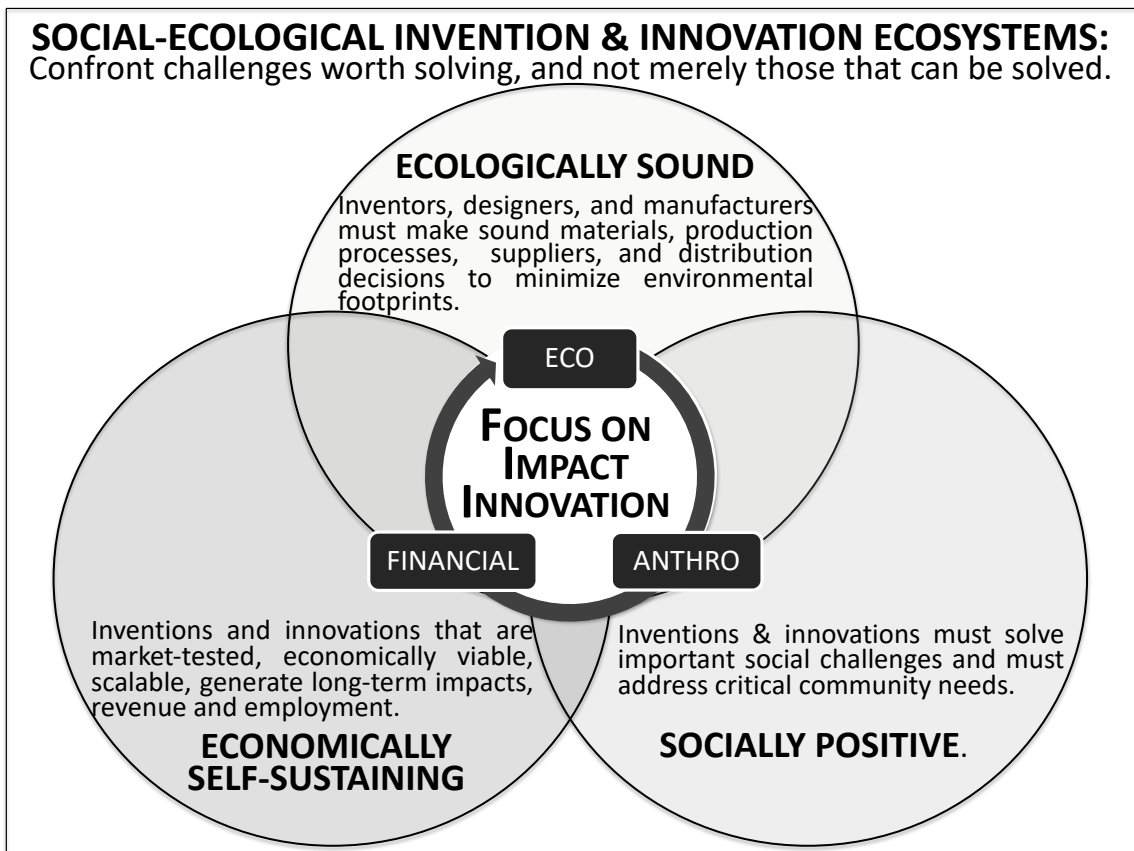 SOCIAL-ECOLOGICAL INVENTION & INNOVATION ECOSYSTEMS:
Confront challenges worth solving, and not merely those that can be solved.
ECOLOGICALLY SOUND
Inventors, designers, and manufacturers
must make sound materials, production
processes, suppliers, and distribution
decisions to minimize environmental
footprints.
ECO
FOCUS ON
IMPACT
INNOVATION
FINANCIAL
ANTHRO
Inventions and innovations that are
market-tested, economically viable,
scalable, generate long-term impacts,
revenue and employment.
ECONOMICALLY
SELF-SUSTAINING
Inventions & innovations must solve
important social challenges and must
address critical community needs.
SOCIALLY POSITIVE.